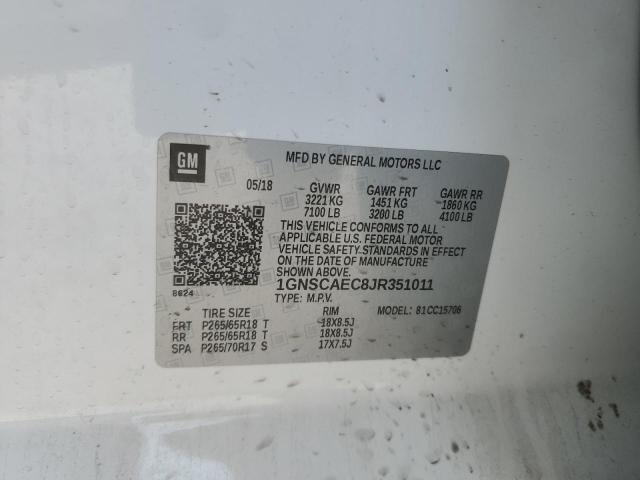 GM
MFD BY GENERAL MOTORS LLC
05/18 GVWR GAWR FRT GAWR RR
3221 KG 1451 KG 1860 KG
7100 LB 3200 LB 4100 LB
THIS VEHICLE CONFORMS TO ALL
APPLICABLE U.S. FEDERAL MOTOR
VEHICLE SAFETY STANDARDS IN EFFECT
ON THE DATE OF MANUFACTURE
SHOWN ABOVE.
1GNSCAEC8JR351011
8624
TYPE: M.P.V. MODEL: 81CC15706
TIRE SIZE RIM
FRT P265/65R18 T 18X8.5J
RR P265/65R18 T 18X8.5J
SPA P265/70R17 S 17X7.5J